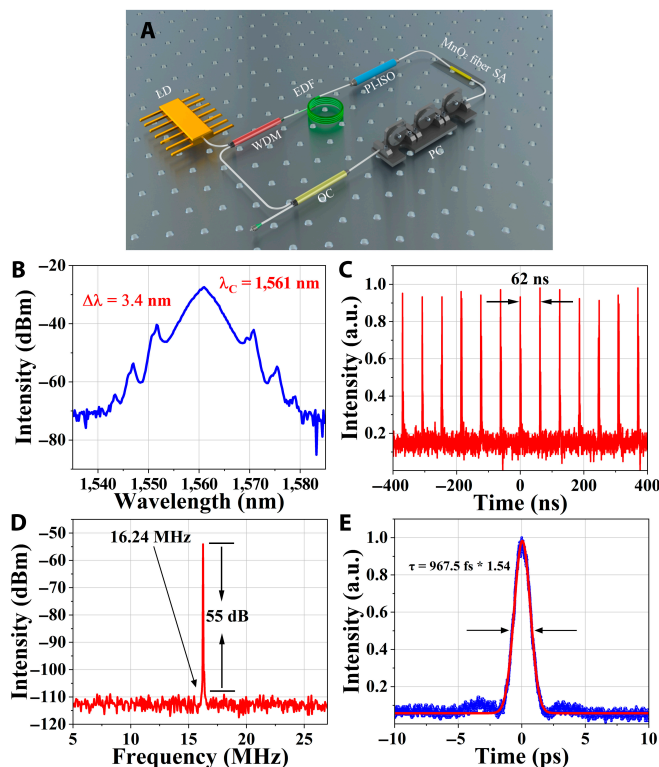 A
LD
WDM
EDF
PI-ISO
MnO₂ fiber SA
PC
OC
B
Δλ = 3.4 nm
λC = 1,561 nm
Intensity (dBm)
−20
−40
−60
−80
1,540
1,550
1,560
1,570
1,580
Wavelength (nm)
C
62 ns
Intensity (a.u.)
1.0
0.8
0.6
0.4
0.2
−400
−200
0
200
400
Time (ns)
D
16.24 MHz
55 dB
Intensity (dBm)
−50
−60
−70
−80
−90
−100
−110
−120
5
10
15
20
25
Frequency (MHz)
E
τ = 967.5 fs * 1.54
Intensity (a.u.)
1.0
0.8
0.6
0.4
0.2
−10
−5
0
5
10
Time (ps)